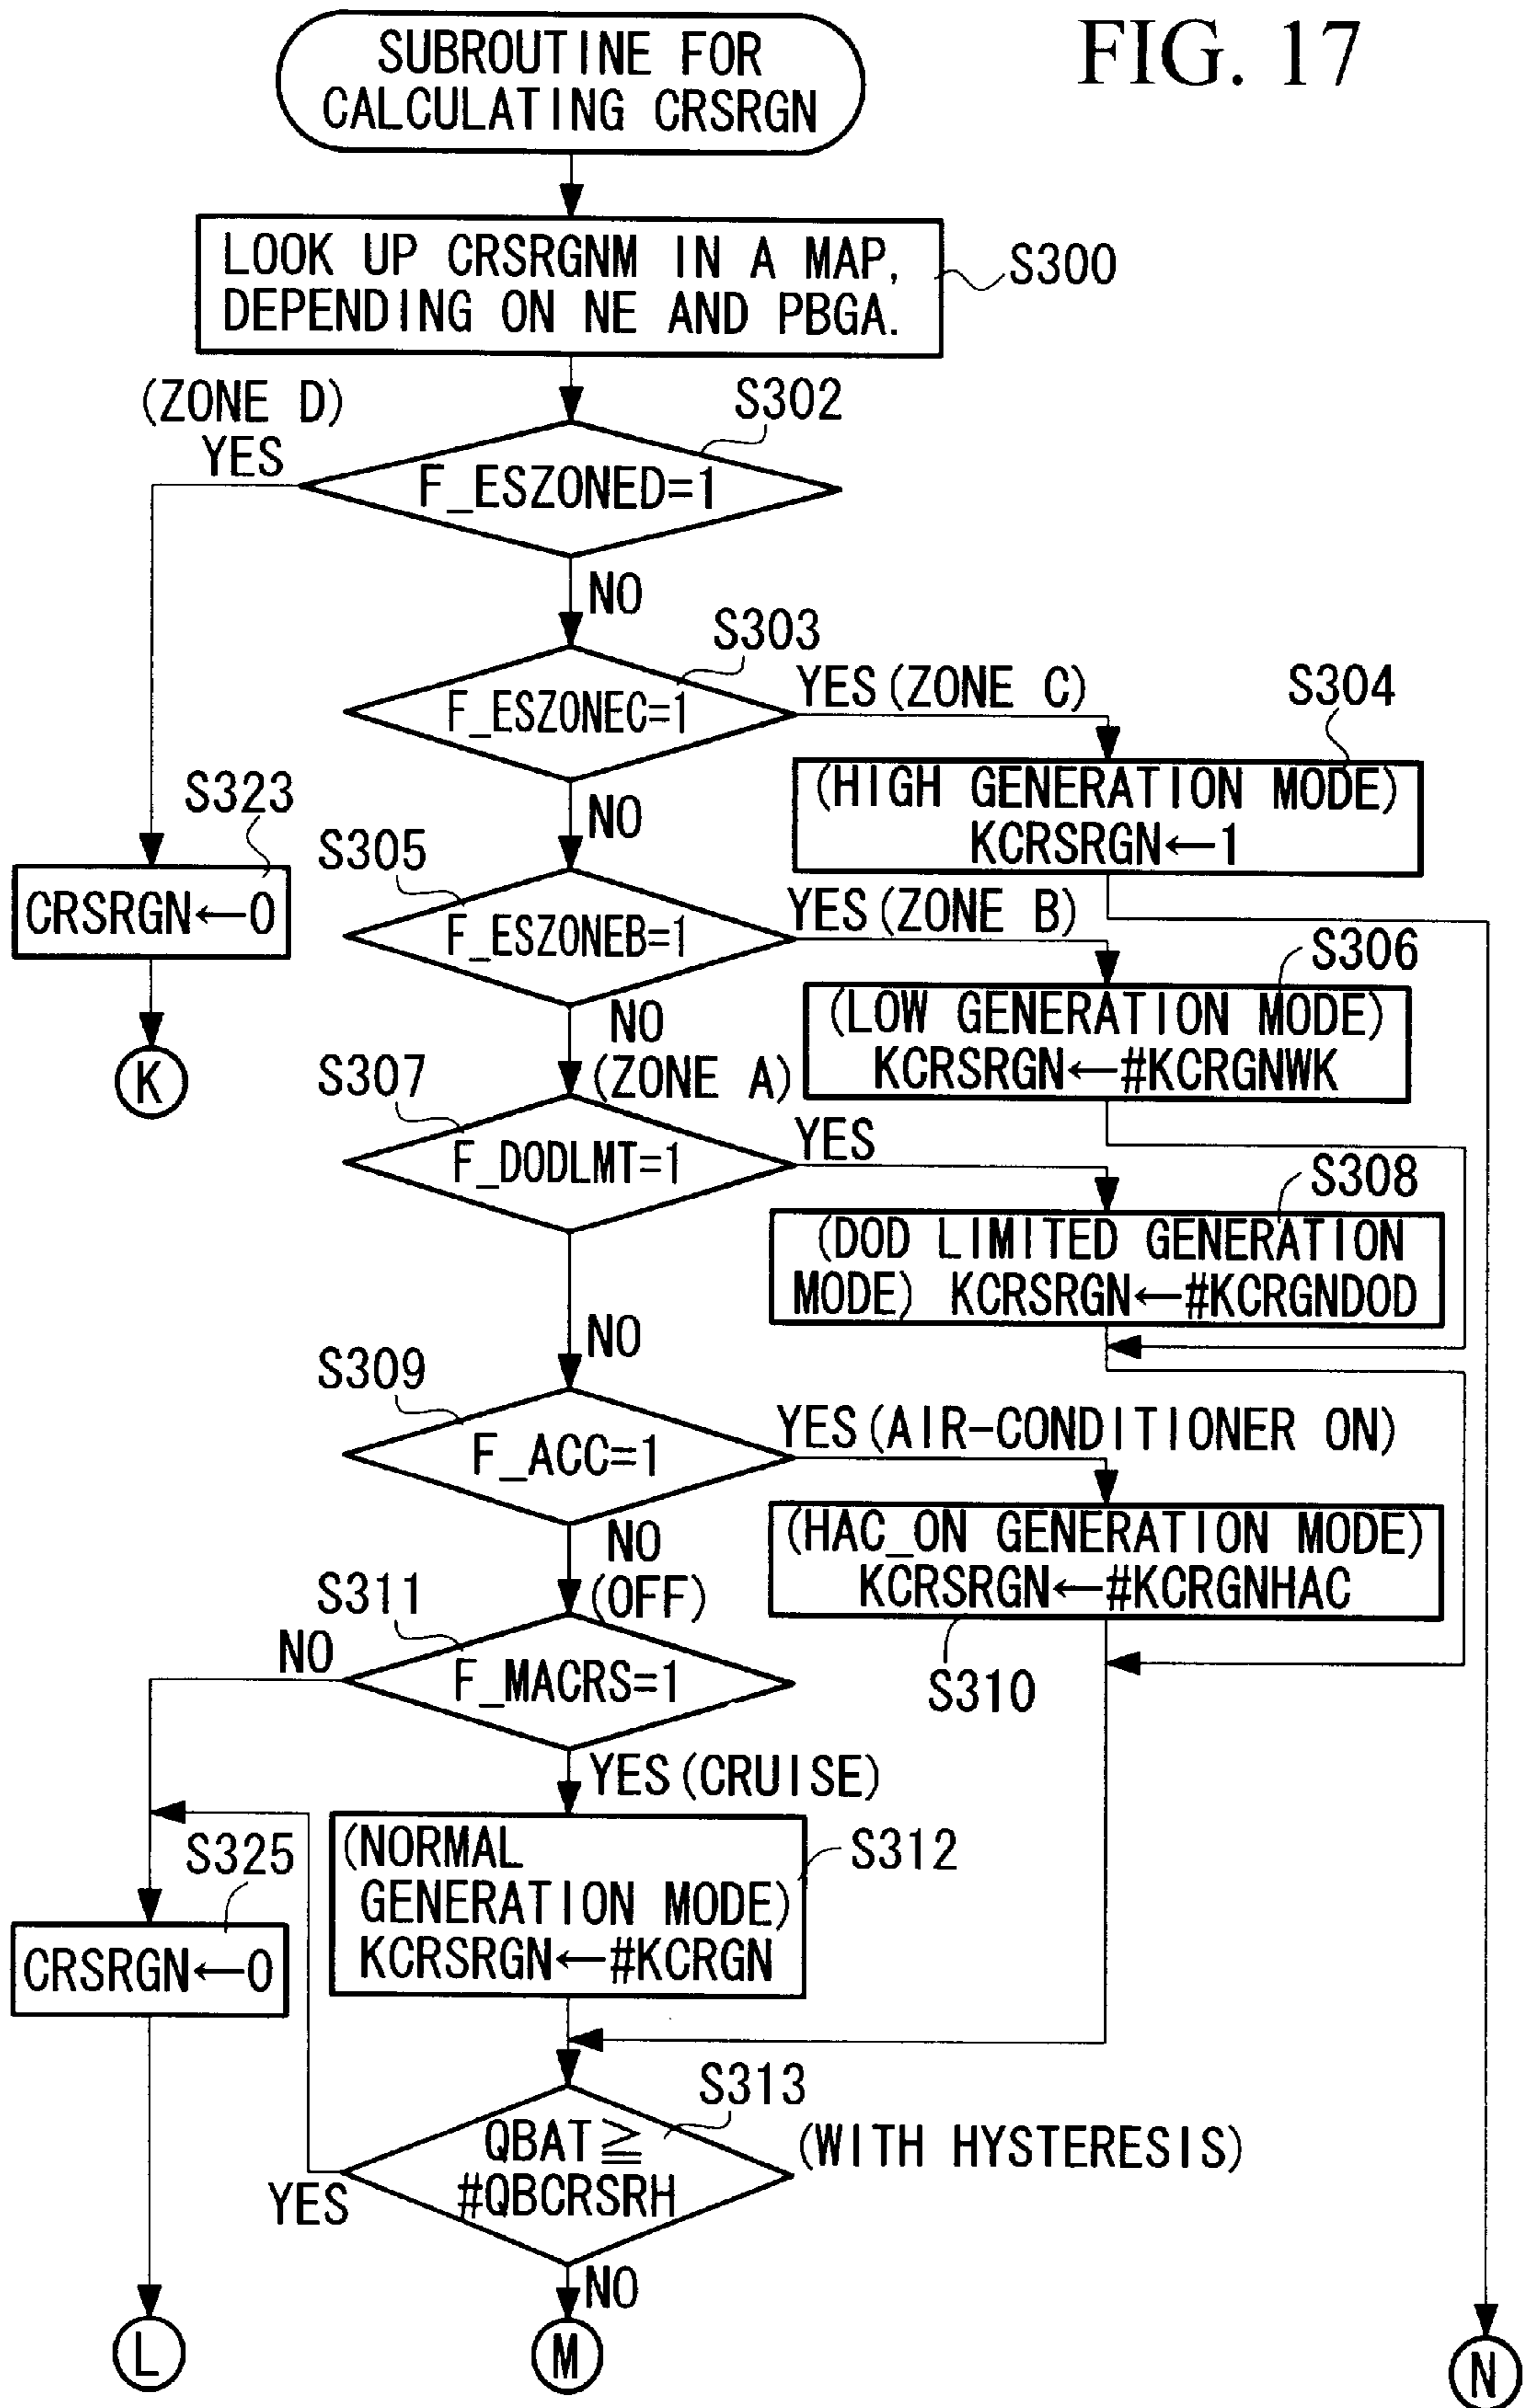 FIG. 17
SUBROUTINE FOR
CALCULATING CRSRGN
LOOK UP CRSRGNM IN A MAP,
DEPENDING ON NE AND PBGA.
S300
(ZONE D)
YES
S302
F_ESZONED=1
NO
S303
F_ESZONEC=1
YES(ZONE C)
S304
(HIGH GENERATION MODE)
KCRSRGN←1
NO
S323
CRSRGN←0
K
S305
F_ESZONEB=1
YES(ZONE B)
S306
(LOW GENERATION MODE)
KCRSRGN←#KCRGNWK
NO
(ZONE A)
S307
F_DODLMT=1
YES
S308
(DOD LIMITED GENERATION
MODE) KCRSRGN←#KCRGNDOD
NO
S309
F_ACC=1
YES(AIR-CONDITIONER ON)
(HAC_ON GENERATION MODE)
KCRSRGN←#KCRGNHAC
S310
NO
(OFF)
S311
F_MACRS=1
NO
YES(CRUISE)
S312
(NORMAL
GENERATION MODE)
KCRSRGN←#KCRGN
S325
CRSRGN←0
S313
QBAT≧
#QBCRSRH
(WITH HYSTERESIS)
YES
NO
L
M
N